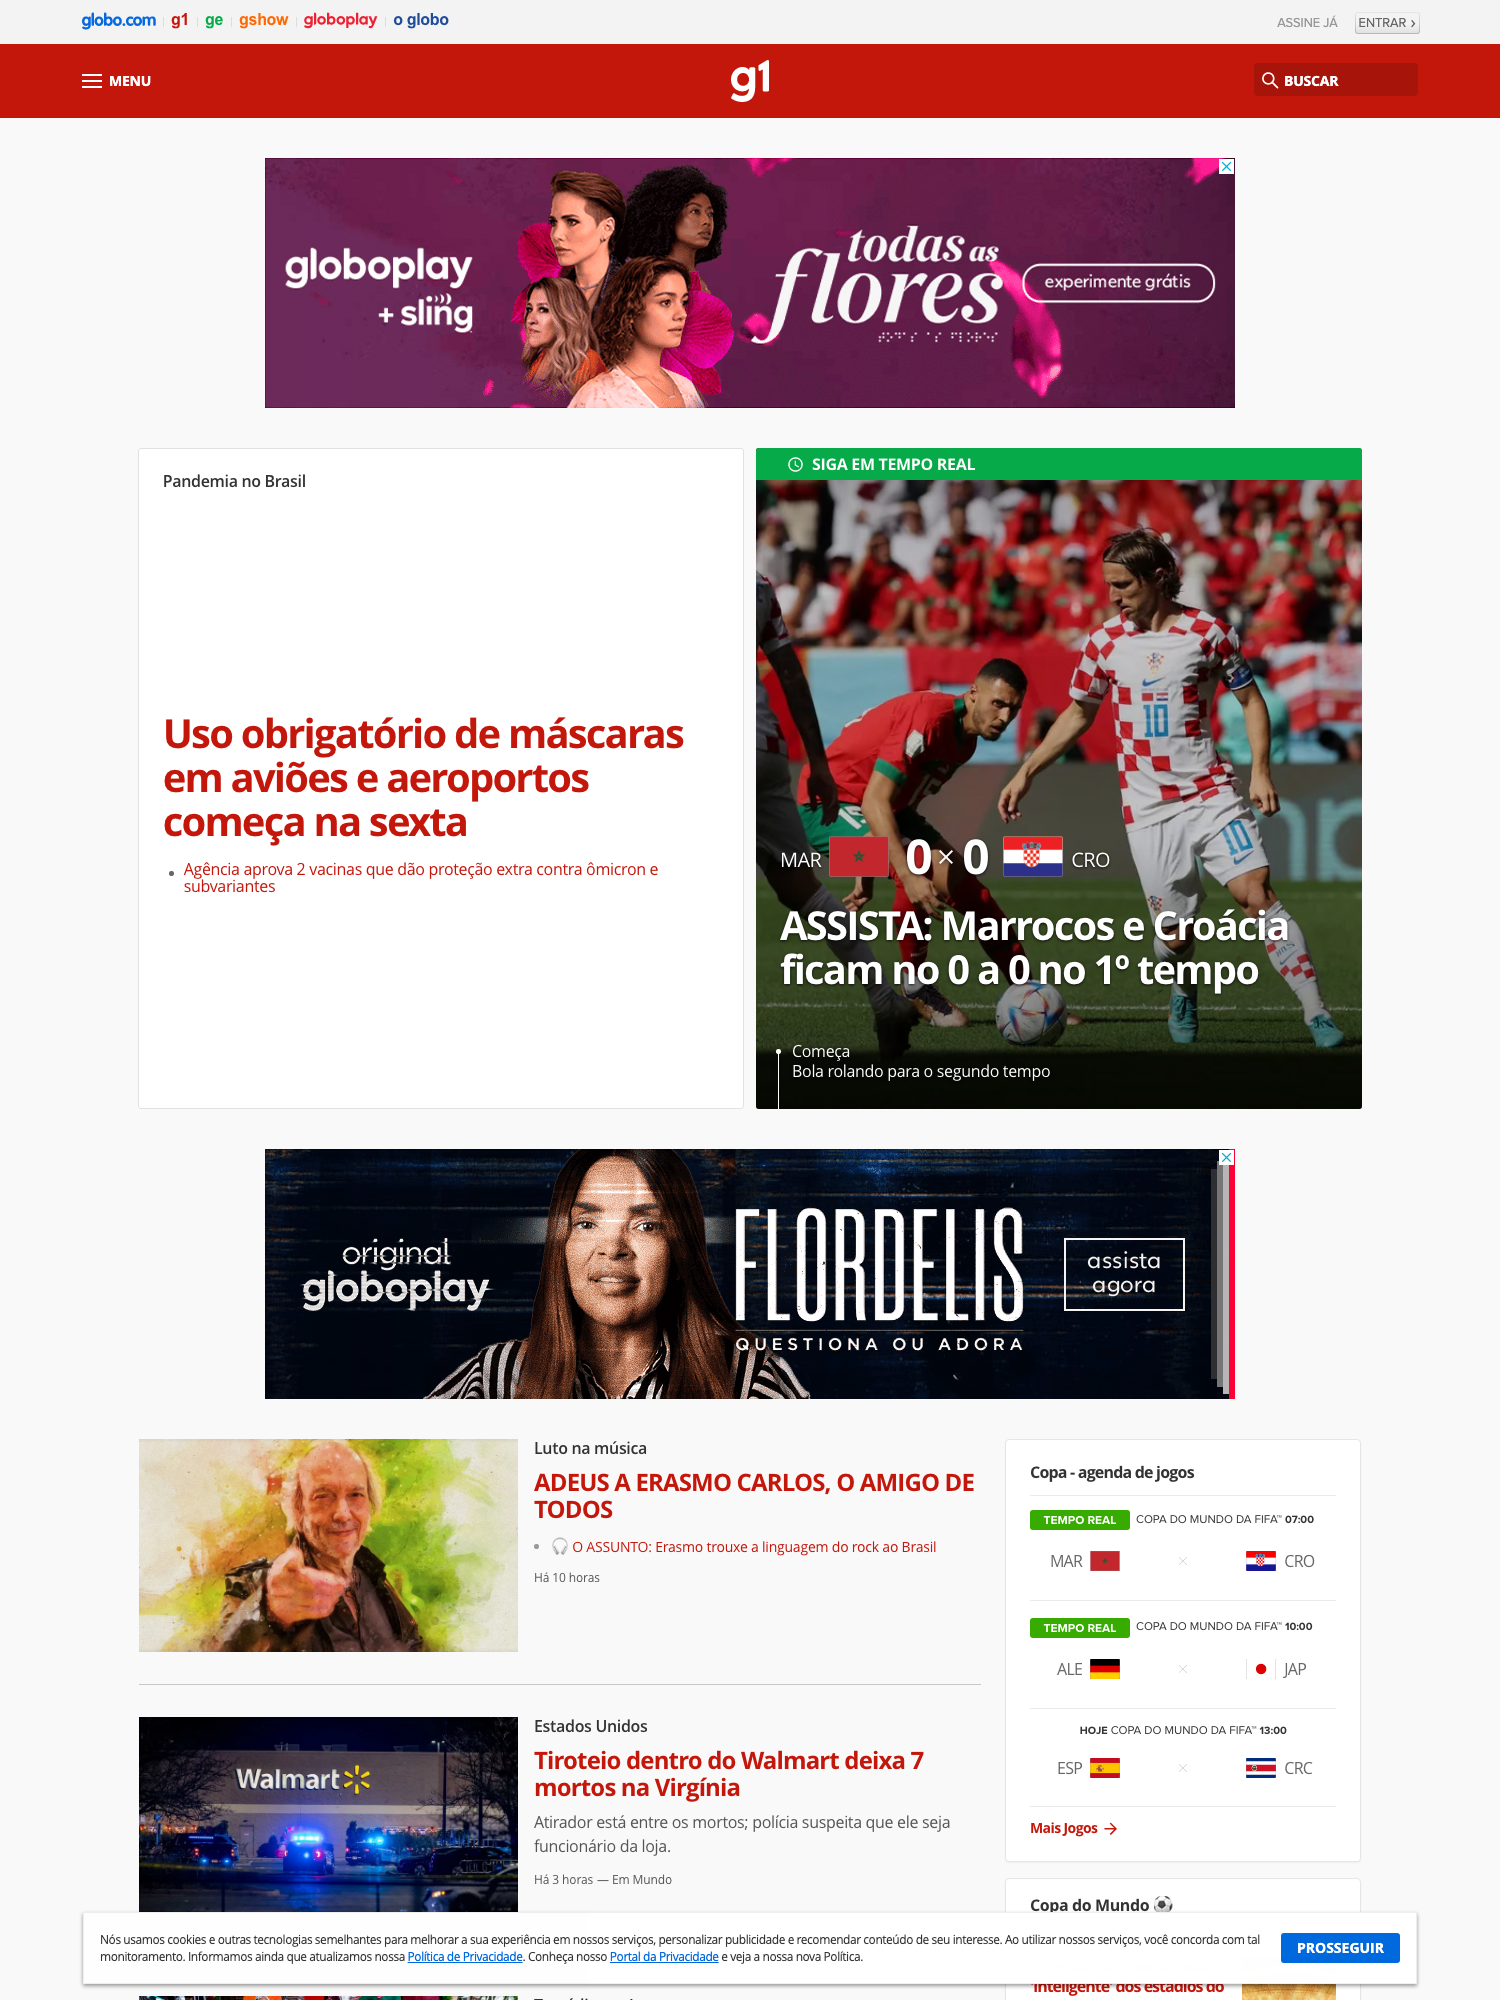 globo.com
g1
ge
gshow
globoplay
o globo
ASSINE JÁ
ENTRAR ›
MENU
g1
BUSCAR
globoplay
+ sling
todas as
flores
experimente grátis
Pandemia no Brasil
Uso obrigatório de máscaras
em aviões e aeroportos
começa na sexta
Agência aprova 2 vacinas que dão proteção extra contra ômicron e
subvariantes
SIGA EM TEMPO REAL
10
10
MAR 0 × 0 CRO
ASSISTA: Marrocos e Croácia
ficam no 0 a 0 no 1º tempo
Começa
Bola rolando para o segundo tempo
original
globoplay
FLORDELIS
QUESTIONA OU ADORA
assista
agora
Luto na música
ADEUS A ERASMO CARLOS, O AMIGO DE
TODOS
🎧 O ASSUNTO: Erasmo trouxe a linguagem do rock ao Brasil
Há 10 horas
Walmart
Estados Unidos
Tiroteio dentro do Walmart deixa 7
mortos na Virgínia
Atirador está entre os mortos; polícia suspeita que ele seja
funcionário da loja.
Há 3 horas — Em Mundo
Copa - agenda de jogos
TEMPO REAL COPA DO MUNDO DA FIFA™ 07:00
MAR × CRO
TEMPO REAL COPA DO MUNDO DA FIFA™ 10:00
ALE × JAP
HOJE COPA DO MUNDO DA FIFA™ 13:00
ESP × CRC
Mais Jogos →
Copa do Mundo ⚽
Nós usamos cookies e outras tecnologias semelhantes para melhorar a sua experiência em nossos serviços, personalizar publicidade e recomendar conteúdo de seu interesse. Ao utilizar nossos serviços, você concorda com tal
monitoramento. Informamos ainda que atualizamos nossa Política de Privacidade. Conheça nosso Portal da Privacidade e veja a nossa nova Política.
PROSSEGUIR
'inteligente' dos estádios do